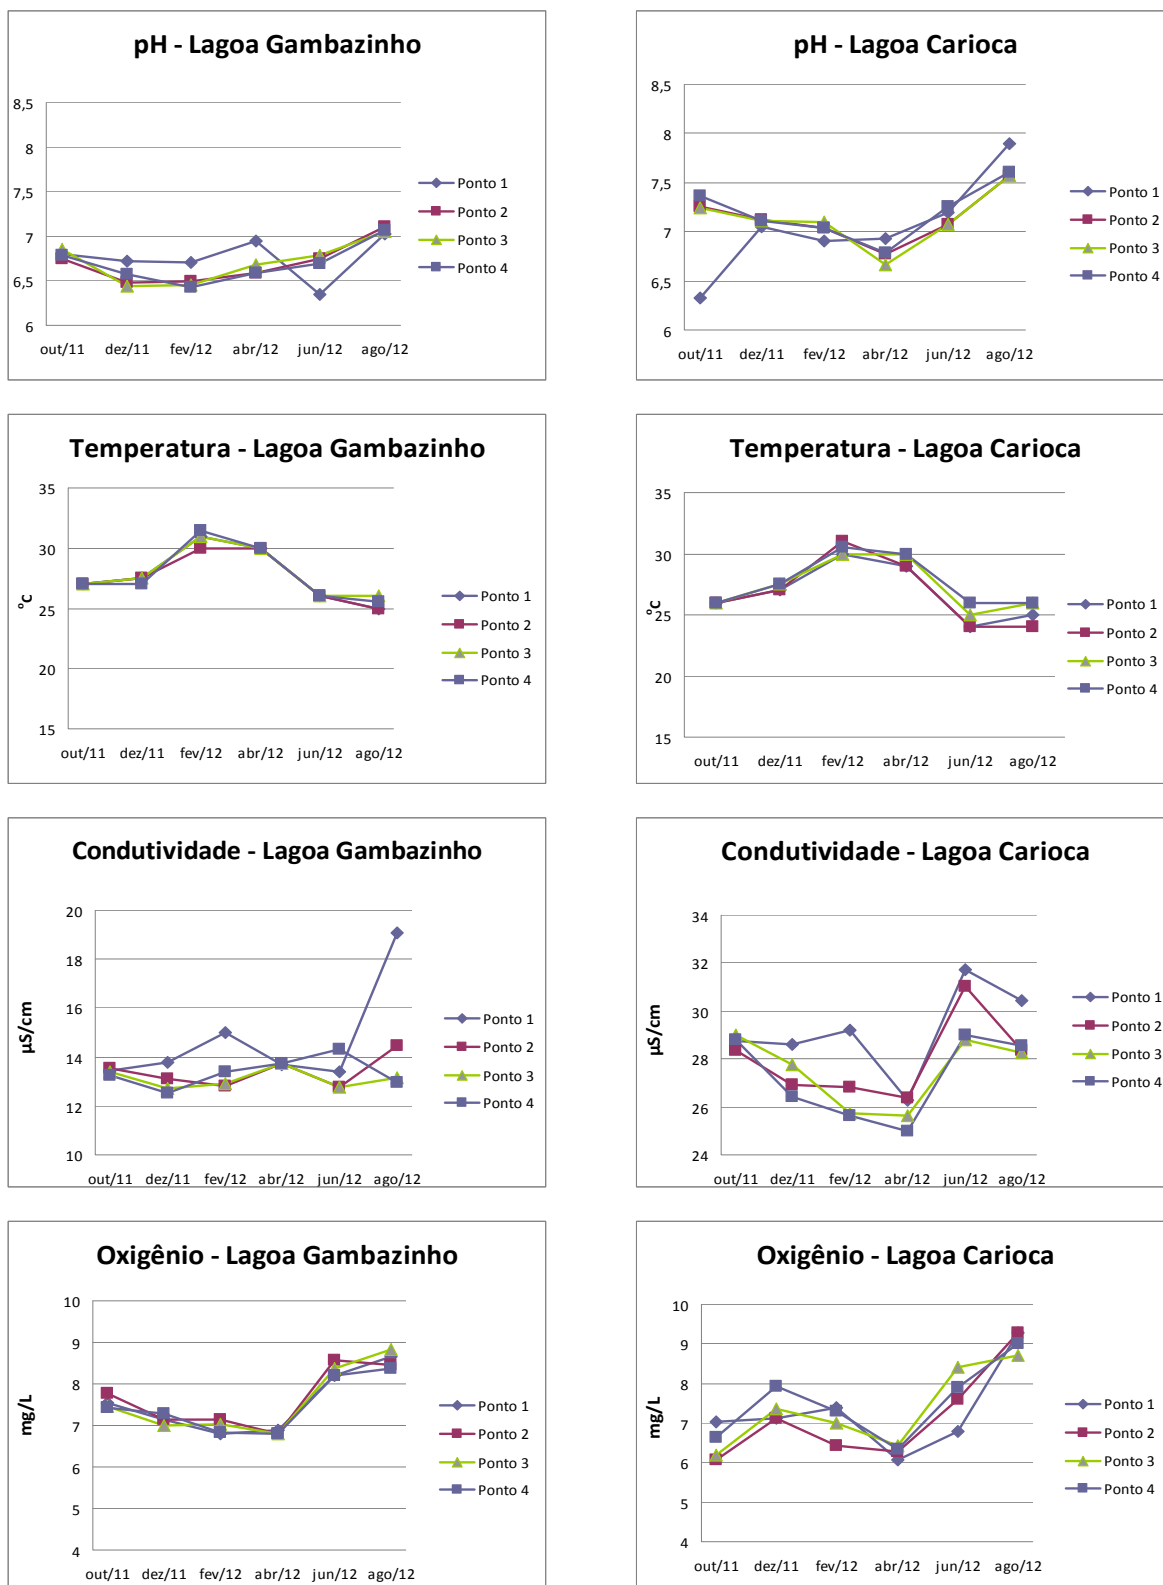 pH - Lagoa Gambazinho
8,5
8
7,5
7
6,5
6
out/11 dez/11 fev/12 abr/12 jun/12 ago/12
Ponto 1
Ponto 2
Ponto 3
Ponto 4
pH - Lagoa Carioca
8,5
8
7,5
7
6,5
6
out/11 dez/11 fev/12 abr/12 jun/12 ago/12
Ponto 1
Ponto 2
Ponto 3
Ponto 4
Temperatura - Lagoa Gambazinho
35
30
25
20
15
°C
out/11 dez/11 fev/12 abr/12 jun/12 ago/12
Ponto 1
Ponto 2
Ponto 3
Ponto 4
Temperatura - Lagoa Carioca
35
30
25
20
15
°C
out/11 dez/11 fev/12 abr/12 jun/12 ago/12
Ponto 1
Ponto 2
Ponto 3
Ponto 4
Condutividade - Lagoa Gambazinho
20
18
16
14
12
10
µS/cm
out/11 dez/11 fev/12 abr/12 jun/12 ago/12
Ponto 1
Ponto 2
Ponto 3
Ponto 4
Condutividade - Lagoa Carioca
34
32
30
28
26
24
µS/cm
out/11 dez/11 fev/12 abr/12 jun/12 ago/12
Ponto 1
Ponto 2
Ponto 3
Ponto 4
Oxigênio - Lagoa Gambazinho
10
9
8
7
6
5
4
mg/L
out/11 dez/11 fev/12 abr/12 jun/12 ago/12
Ponto 1
Ponto 2
Ponto 3
Ponto 4
Oxigênio - Lagoa Carioca
10
9
8
7
6
5
4
mg/L
out/11 dez/11 fev/12 abr/12 jun/12 ago/12
Ponto 1
Ponto 2
Ponto 3
Ponto 4